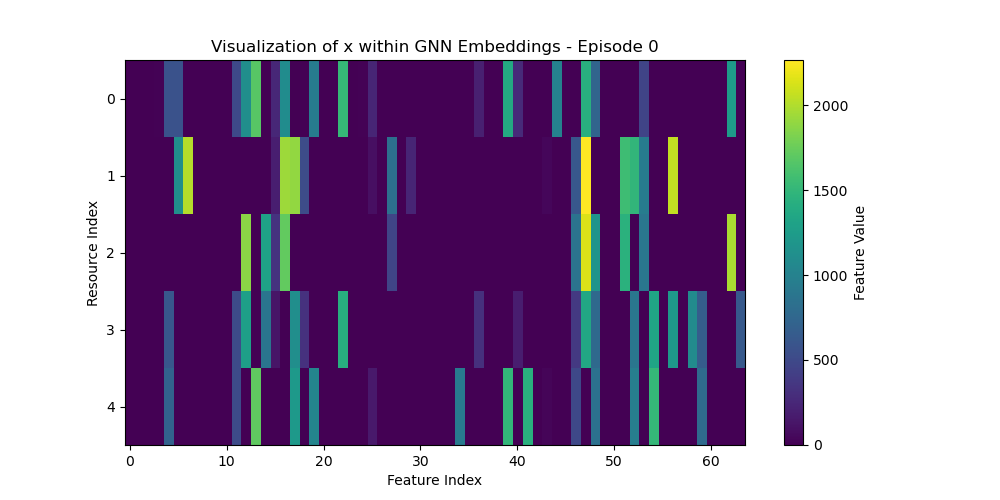 Visualization of x within GNN Embeddings - Episode 0
Resource Index
0
1
2
3
4
0 10 20 30 40 50 60
Feature Index
2000
1500
1000
500
0
Feature Value